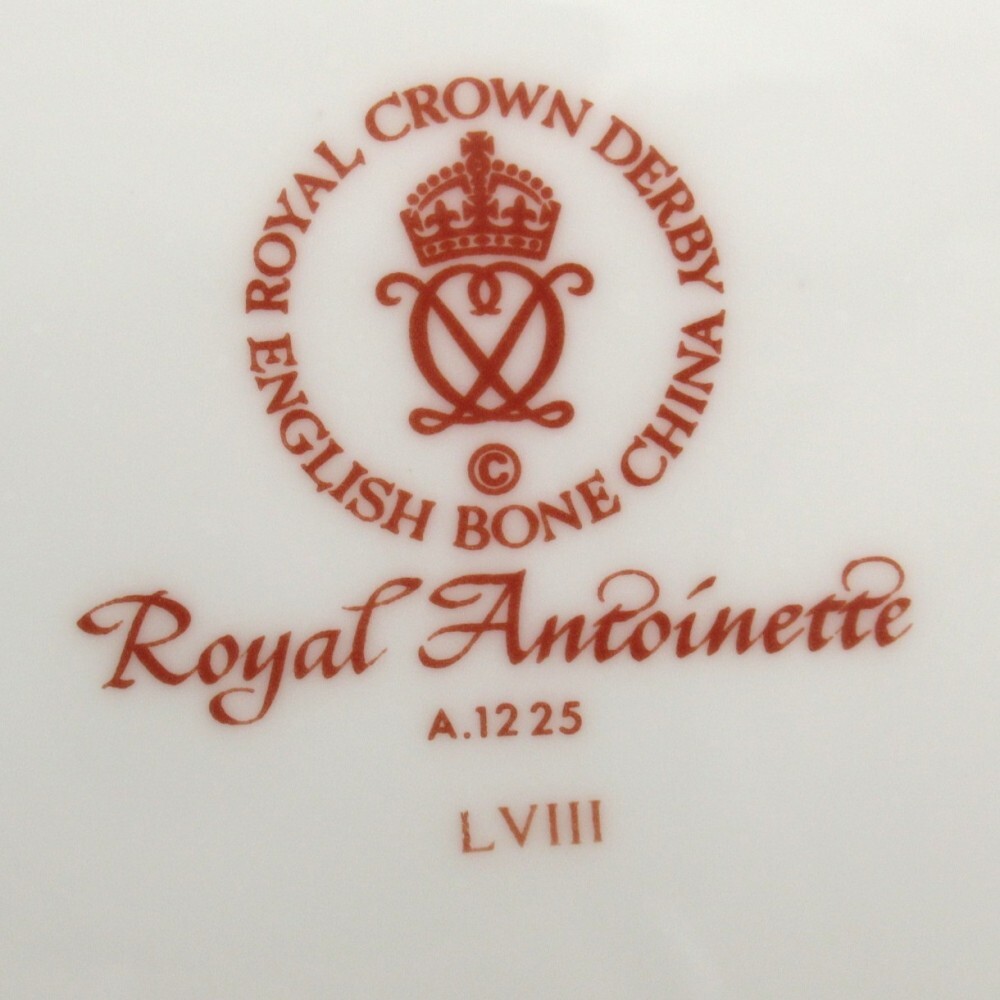 ROYAL CROWN DERBY
ENGLISH BONE CHINA
©
Royal Antoinette
A.1225
LVIII